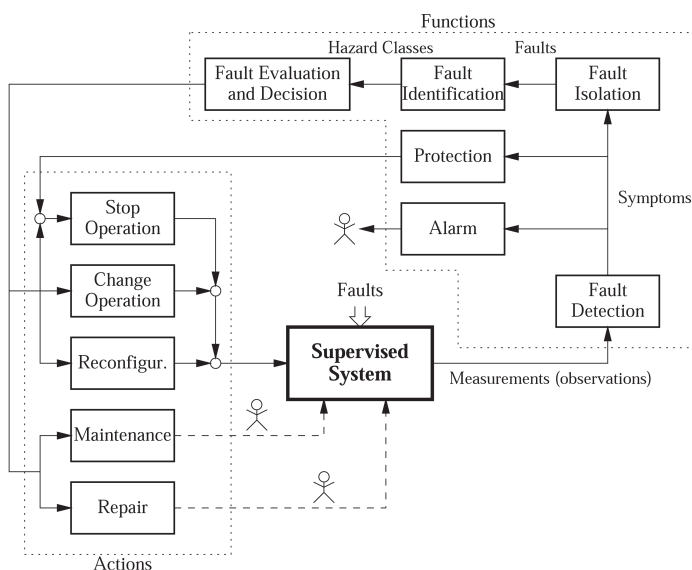 Functions
Hazard Classes
Faults
Fault Evaluation
and Decision
Fault
Identification
Fault
Isolation
Protection
Symptoms
Stop
Operation
Alarm
Change
Operation
Faults
Fault
Detection
Reconfigur.
Supervised
System
Measurements (observations)
Maintenance
Repair
Actions